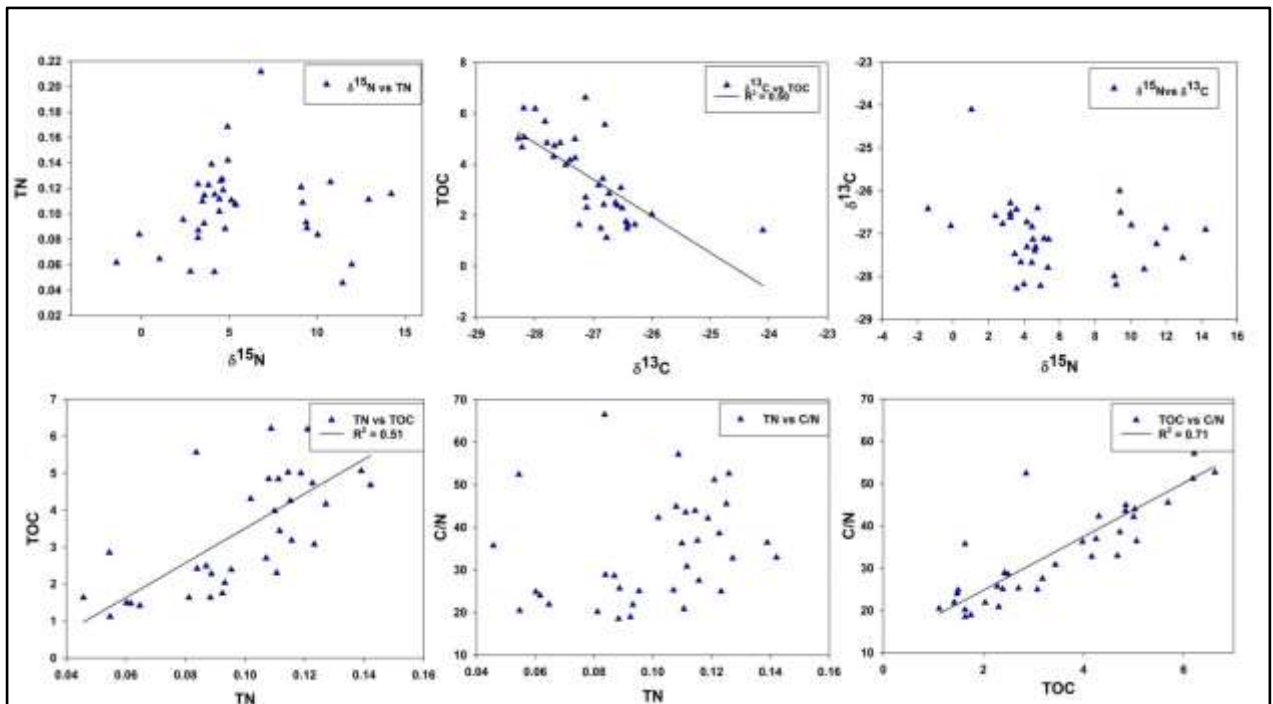 0.22
0.20
0.18
0.16
0.14
0.12
0.10
0.08
0.06
0.04
0.02
TN
0 5 10 15
δ15N
δ15N vs TN
8
6
4
2
0
-2
TOC
-29 -28 -27 -26 -25 -24 -23
δ13C
δ13C vs TOC
R2 = 0.60
-23
-24
-25
-26
-27
-28
-29
δ13C
-4 -2 0 2 4 6 8 10 12 14 16
δ15N
δ15Nvs δ13C
7
6
5
4
3
2
1
0
TOC
0.04 0.06 0.08 0.10 0.12 0.14 0.16
TN
TN vs TOC
R2 = 0.51
70
60
50
40
30
20
10
C/N
0.04 0.06 0.08 0.10 0.12 0.14 0.16
TN
TN vs C/N
70
60
50
40
30
20
10
C/N
0 2 4 6
TOC
TOC vs C/N
R2 = 0.71